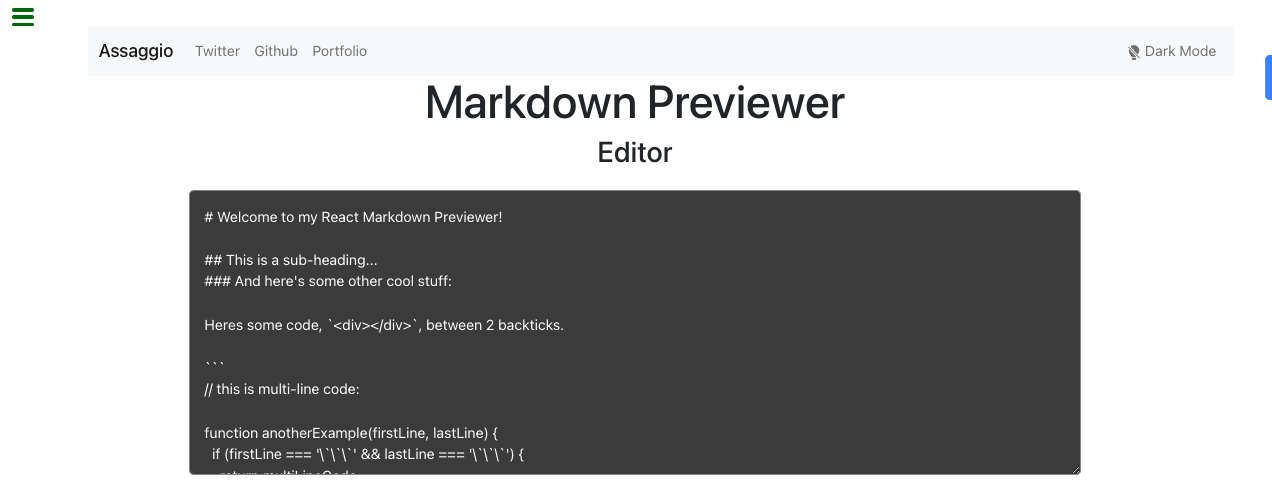 Assaggio Twitter Github Portfolio Dark Mode
Markdown Previewer
Editor
# Welcome to my React Markdown Previewer!
## This is a sub-heading...
### And here's some other cool stuff:
Heres some code, `<div></div>`, between 2 backticks.
```
// this is multi-line code:
function anotherExample(firstLine, lastLine) {
if (firstLine === '\`\`\`' && lastLine === '\`\`\`') {
return multiLineCode